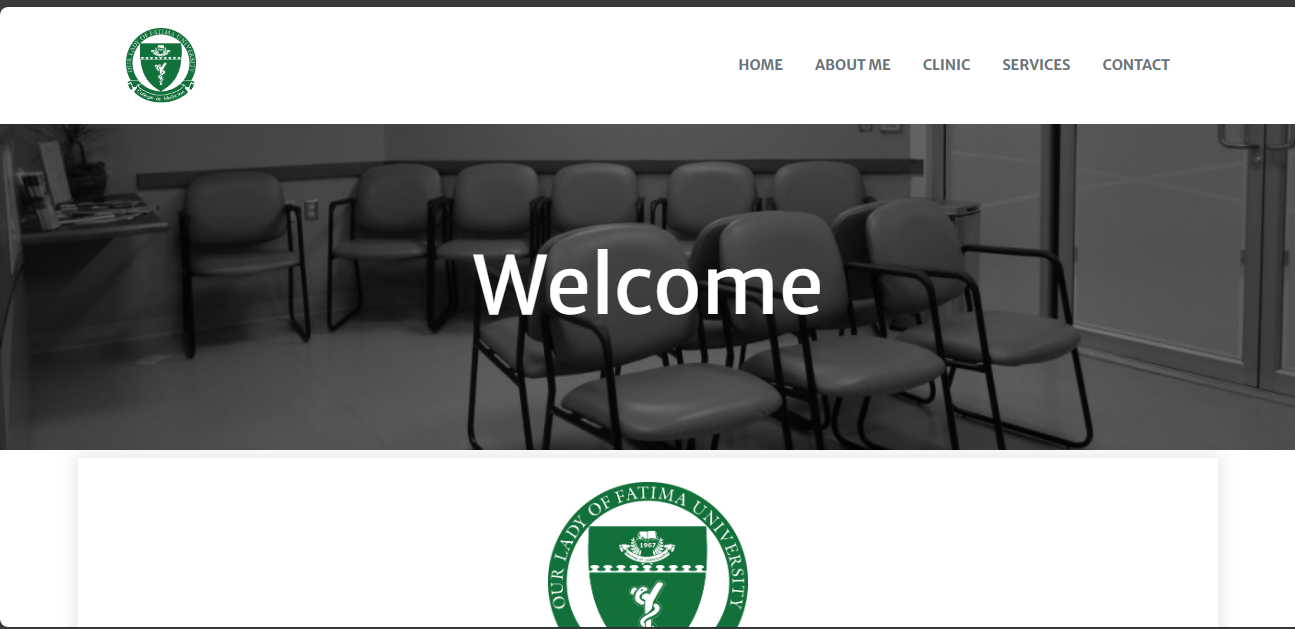 OUR LADY OF FATIMA UNIVERSITY
College of Medicine
HOME ABOUT ME CLINIC SERVICES CONTACT
Welcome
OUR LADY OF FATIMA UNIVERSITY
1967